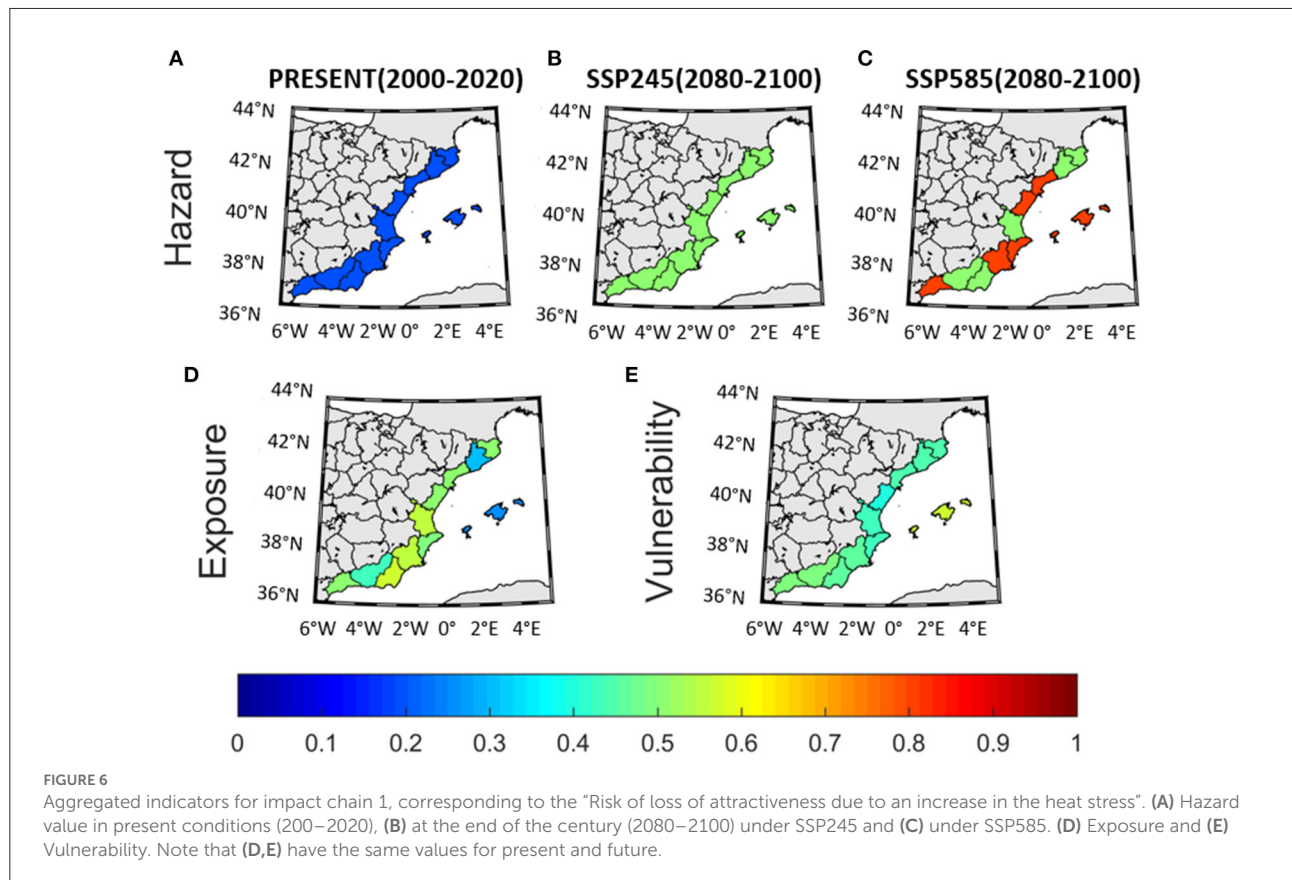 A
PRESENT(2000-2020)
B
SSP245(2080-2100)
C
SSP585(2080-2100)
Hazard
44°N
42°N
40°N
38°N
36°N
6°W 4°W 2°W 0° 2°E 4°E
44°N
42°N
40°N
38°N
36°N
6°W 4°W 2°W 0° 2°E 4°E
44°N
42°N
40°N
38°N
36°N
6°W 4°W 2°W 0° 2°E 4°E
D
Exposure
44°N
42°N
40°N
38°N
36°N
6°W 4°W 2°W 0° 2°E 4°E
E
Vulnerability
44°N
42°N
40°N
38°N
36°N
6°W 4°W 2°W 0° 2°E 4°E
0 0.1 0.2 0.3 0.4 0.5 0.6 0.7 0.8 0.9 1
FIGURE 6
Aggregated indicators for impact chain 1, corresponding to the “Risk of loss of attractiveness due to an increase in the heat stress”. (A) Hazard
value in present conditions (200–2020), (B) at the end of the century (2080–2100) under SSP245 and (C) under SSP585. (D) Exposure and (E)
Vulnerability. Note that (D,E) have the same values for present and future.